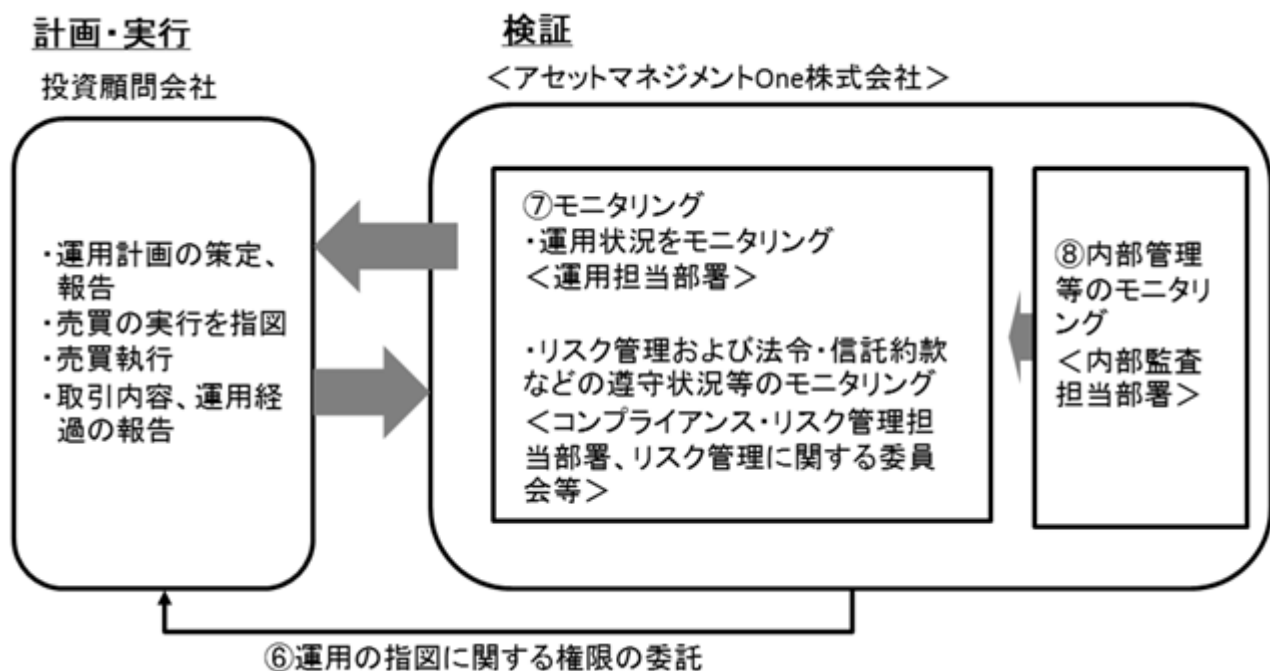 計画・実行
投資顧問会社
・運用計画の策定、
報告
・売買の実行を指図
・売買執行
・取引内容、運用経
過の報告
検証
＜アセットマネジメントOne株式会社＞
⑦モニタリング
・運用状況をモニタリング
＜運用担当部署＞
・リスク管理および法令・信託約款
などの遵守状況等のモニタリング
＜コンプライアンス・リスク管理担
当部署、リスク管理に関する委員
会等＞
⑧内部管理
等のモニタリ
ング
＜内部監査
担当部署＞
⑥運用の指図に関する権限の委託